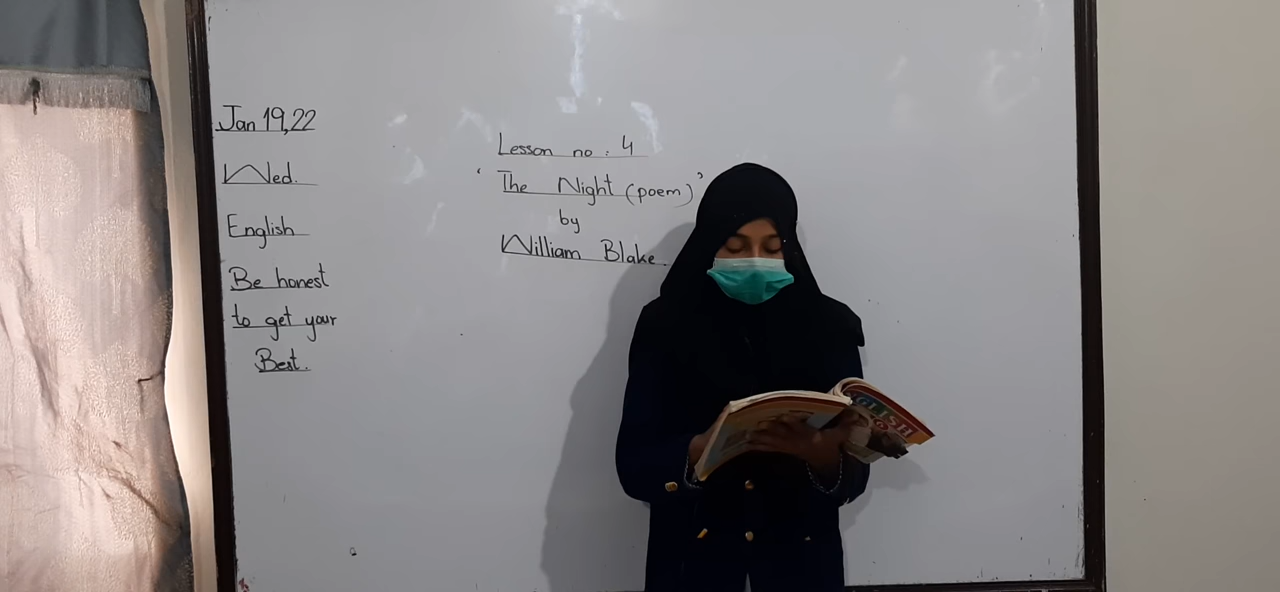 Jan 19,22
Wed.
English
Be honest
to get your
Best.
Lesson no : 4
' The Night (poem) '
by
William Blake.
GLISH